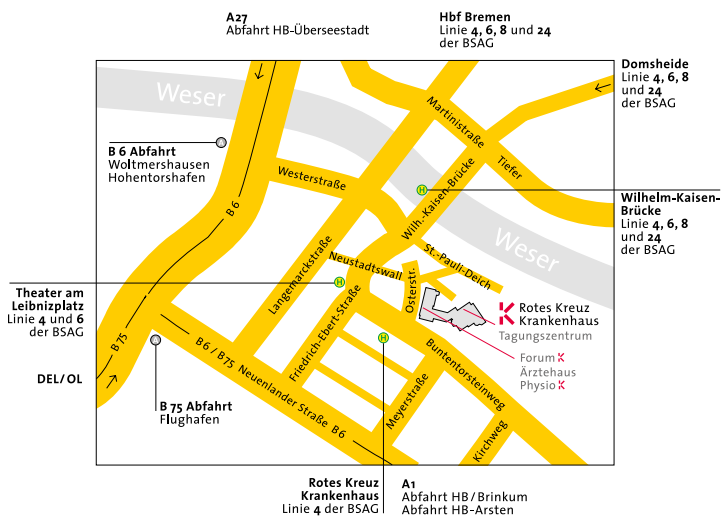 A27
Abfahrt HB-Überseestadt
Hbf Bremen
Linie 4, 6, 8 und 24
der BSAG
Domsheide
Linie 4, 6, 8
und 24
der BSAG
Weser
Martinistraße
Tiefer
B 6 Abfahrt
Woltmershausen
Hohentorshafen
A
Westerstraße
Wilh.-Kaisen-Brücke
H
Wilhelm-Kaisen-
Brücke
Linie 4, 6, 8
und 24
der BSAG
B 6
Weser
St.-Pauli-Deich
Neustadtswall
Langemarckstraße
Osterstr.
Theater am
Leibnizplatz
Linie 4 und 6
der BSAG
H
Friedrich-Ebert-Straße
Rotes Kreuz
Krankenhaus
Tagungszentrum
Forum
Ärztehaus
Physio
B 75
A
H
B 6 / B 75 Neuenlander Straße B 6
Buntentorsteinweg
Meyerstraße
Kirchweg
DEL/OL
B 75 Abfahrt
Flughafen
Rotes Kreuz
Krankenhaus
Linie 4 der BSAG
A1
Abfahrt HB/Brinkum
Abfahrt HB-Arsten